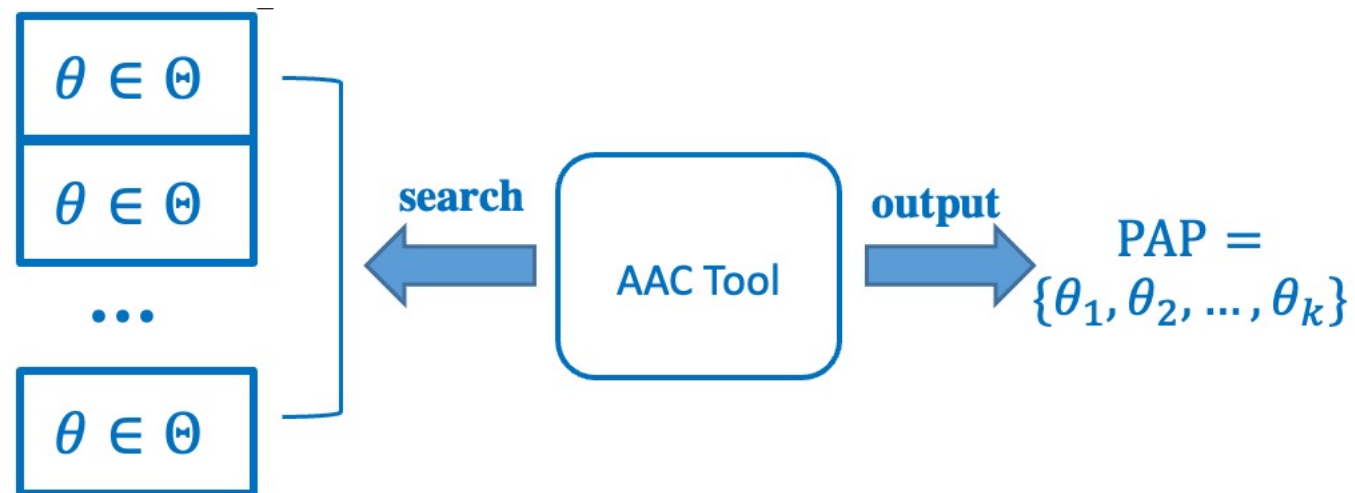 θ ∈ Θ
θ ∈ Θ
...
θ ∈ Θ
search
AAC Tool
output
PAP =
{θ₁, θ₂, ..., θₖ}